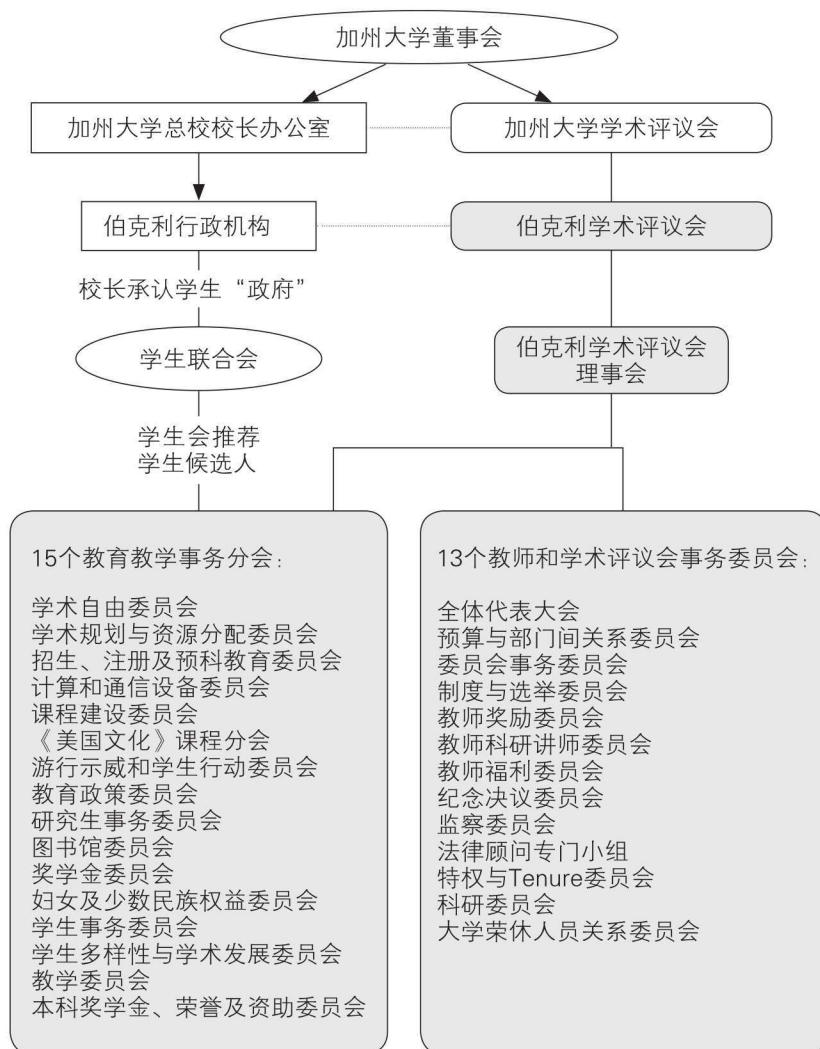 加州大学董事会
加州大学总校校长办公室
加州大学学术评议会
伯克利行政机构
伯克利学术评议会
校长承认学生“政府”
学生联合会
伯克利学术评议会
理事会
学生会推荐
学生候选人
15个教育教学事务分会：
学术自由委员会
学术规划与资源分配委员会
招生、注册及预科教育委员会
计算和通信设备委员会
课程建设委员会
《美国文化》课程分会
游行示威和学生行动委员会
教育政策委员会
研究生事务委员会
图书馆委员会
奖学金委员会
妇女及少数民族权益委员会
学生事务委员会
学生多样性与学术发展委员会
教学委员会
本科奖学金、荣誉及资助委员会
13个教师和学术评议会事务委员会：
全体代表大会
预算与部门间关系委员会
委员会事务委员会
制度与选举委员会
教师奖励委员会
教师科研讲师委员会
教师福利委员会
纪念决议委员会
监察委员会
法律顾问专门小组
特权与Tenure委员会
科研委员会
大学荣休人员关系委员会